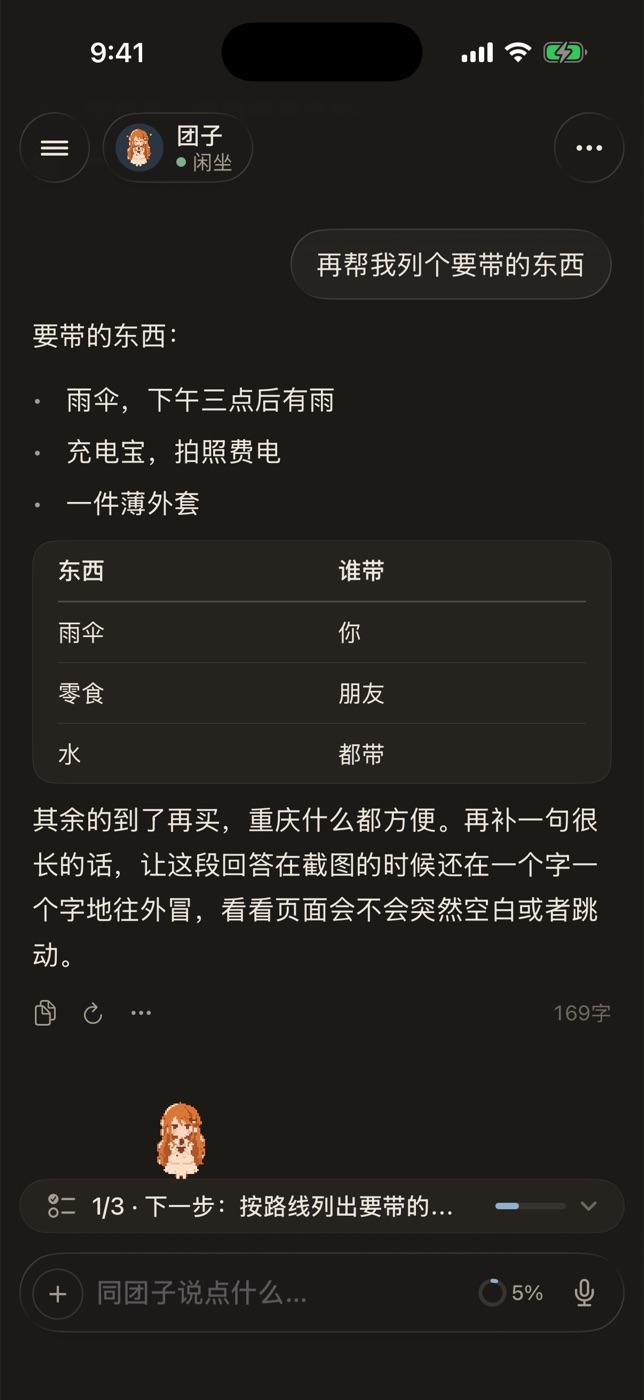 9:41
团子
闲坐
再帮我列个要带的东西
要带的东西：
• 雨伞，下午三点后有雨
• 充电宝，拍照费电
• 一件薄外套
东西 谁带
雨伞 你
零食 朋友
水 都带
其余的到了再买，重庆什么都方便。再补一句很
长的话，让这段回答在截图的时候还在一个字一
个字地往外冒，看看页面会不会突然空白或者跳
动。
169字
1/3 · 下一步：按路线列出要带的…
同团子说点什么…
5%